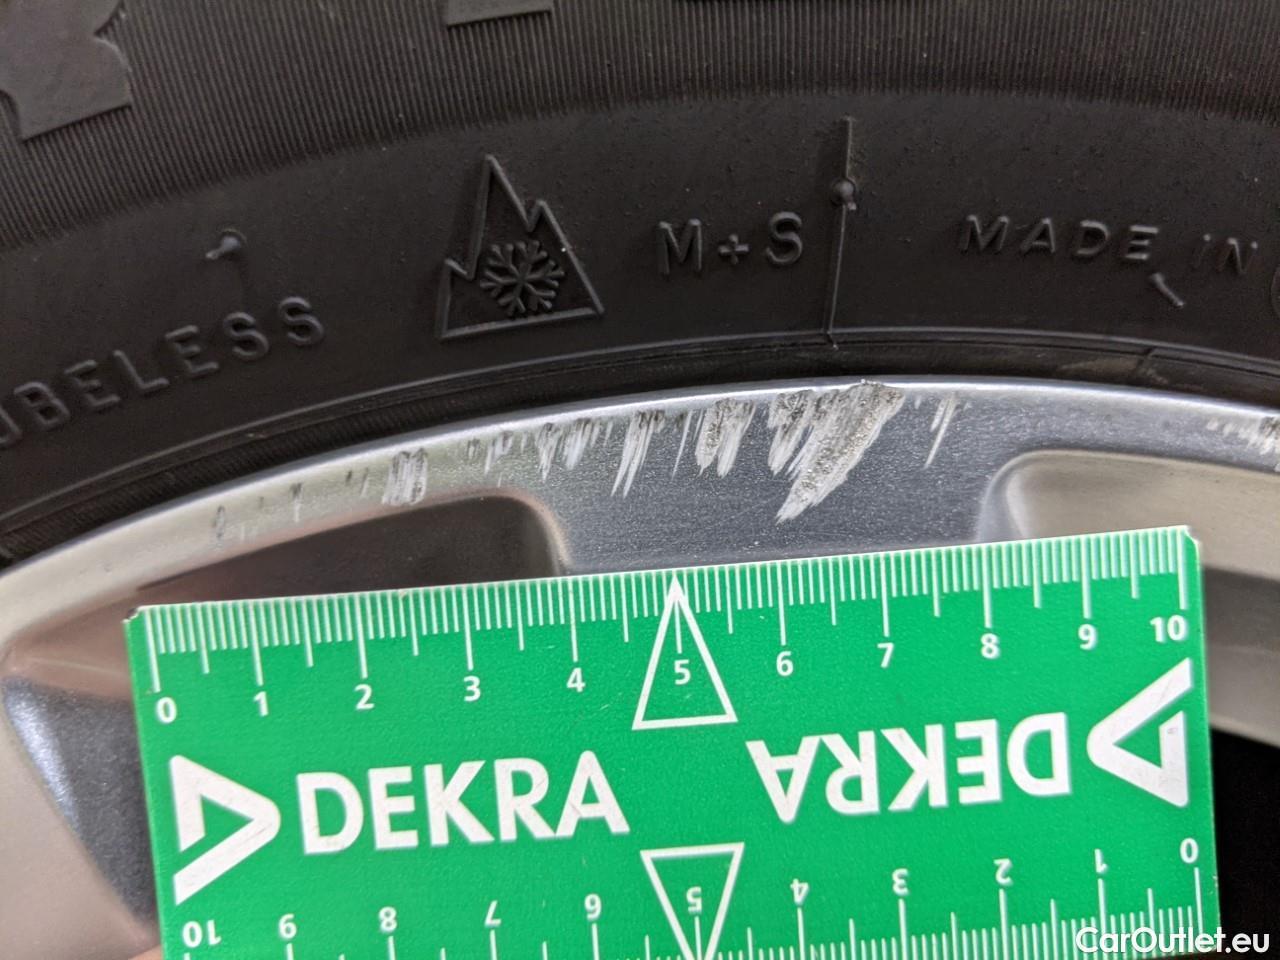 M+S
MADE IN
UBELESS
0 1 2 3 4 5 6 7 8 9 10
DEKRA DEKRA
10 9 8 7 6 5 4 3 2 1 0
CarOutlet.eu